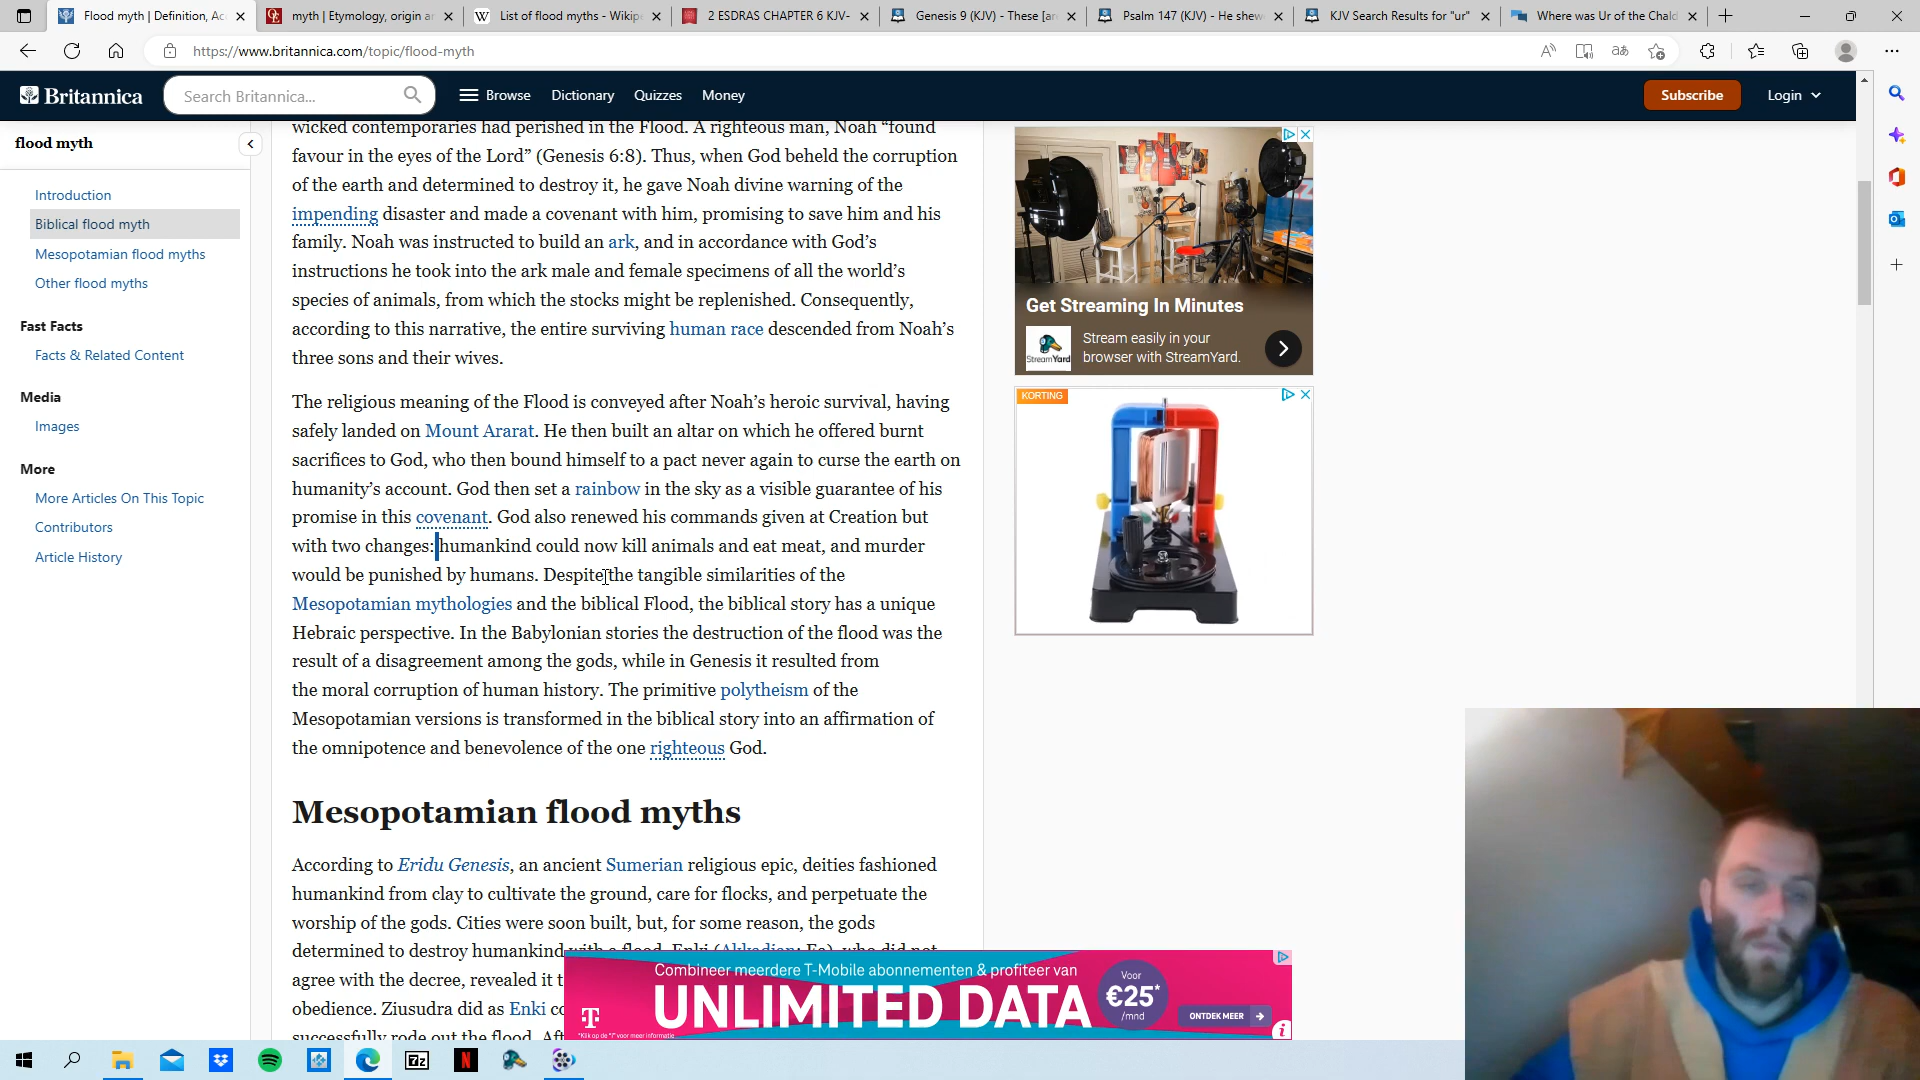 Flood myth | Definition, Ac
myth | Etymology, origin a
List of flood myths - Wikip
2 ESDRAS CHAPTER 6 KJV-
Genesis 9 (KJV) - These [a
Psalm 147 (KJV) - He shew
KJV Search Results for "ur"
Where was Ur of the Chald
https://www.britannica.com/topic/flood-myth
Britannica
Search Britannica...
Browse
Dictionary
Quizzes
Money
Subscribe
Login
flood myth
Introduction
Biblical flood myth
Mesopotamian flood myths
Other flood myths
Fast Facts
Facts & Related Content
Media
Images
More
More Articles On This Topic
Contributors
Article History
wicked contemporaries had perished in the Flood. A righteous man, Noah “found
favour in the eyes of the Lord” (Genesis 6:8). Thus, when God beheld the corruption
of the earth and determined to destroy it, he gave Noah divine warning of the
impending disaster and made a covenant with him, promising to save him and his
family. Noah was instructed to build an ark, and in accordance with God’s
instructions he took into the ark male and female specimens of all the world’s
species of animals, from which the stocks might be replenished. Consequently,
according to this narrative, the entire surviving human race descended from Noah’s
three sons and their wives.
The religious meaning of the Flood is conveyed after Noah’s heroic survival, having
safely landed on Mount Ararat. He then built an altar on which he offered burnt
sacrifices to God, who then bound himself to a pact never again to curse the earth on
humanity’s account. God then set a rainbow in the sky as a visible guarantee of his
promise in this covenant. God also renewed his commands given at Creation but
with two changes: humankind could now kill animals and eat meat, and murder
would be punished by humans. Despite the tangible similarities of the
Mesopotamian mythologies and the biblical Flood, the biblical story has a unique
Hebraic perspective. In the Babylonian stories the destruction of the flood was the
result of a disagreement among the gods, while in Genesis it resulted from
the moral corruption of human history. The primitive polytheism of the
Mesopotamian versions is transformed in the biblical story into an affirmation of
the omnipotence and benevolence of the one righteous God.
Mesopotamian flood myths
According to Eridu Genesis, an ancient Sumerian religious epic, deities fashioned
humankind from clay to cultivate the ground, care for flocks, and perpetuate the
worship of the gods. Cities were soon built, but, for some reason, the gods
determined to destroy humankind with a flood. Enki (Akkadian: Ea), who did not
agree with the decree, revealed it t
obedience. Ziusudra did as Enki co
successfully rode out the flood. Aft
Get Streaming In Minutes
StreamYard
Stream easily in your
browser with StreamYard.
KORTING
Combineer meerdere T-Mobile abonnementen & profiteer van
UNLIMITED DATA
Voor
€25*
/mnd
ONTDEK MEER
*Klik op de "i" voor meer informatie